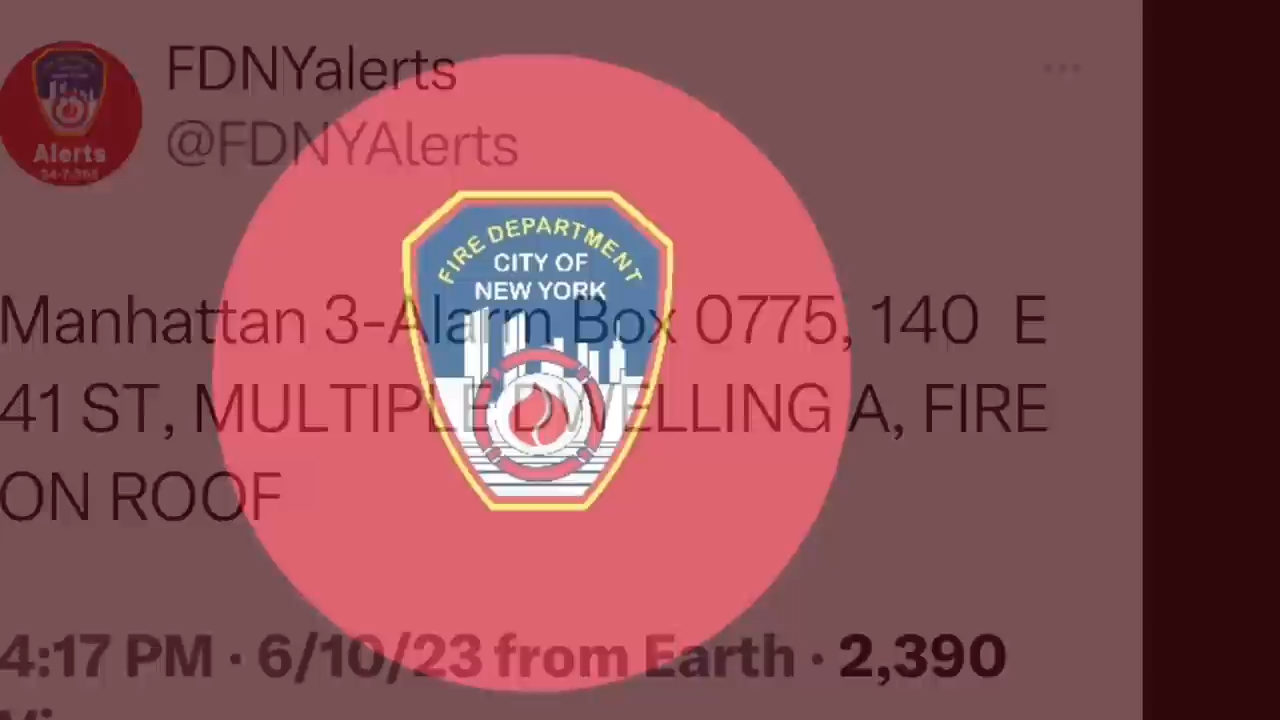 FDNYalerts
@FDNYAlerts
Alerts
FIRE DEPARTMENT
CITY OF
NEW YORK
Manhattan 3-Alarm Box 0775, 140 E
41 ST, MULTIPLE DWELLING A, FIRE
ON ROOF
4:17 PM · 6/10/23 from Earth · 2,390